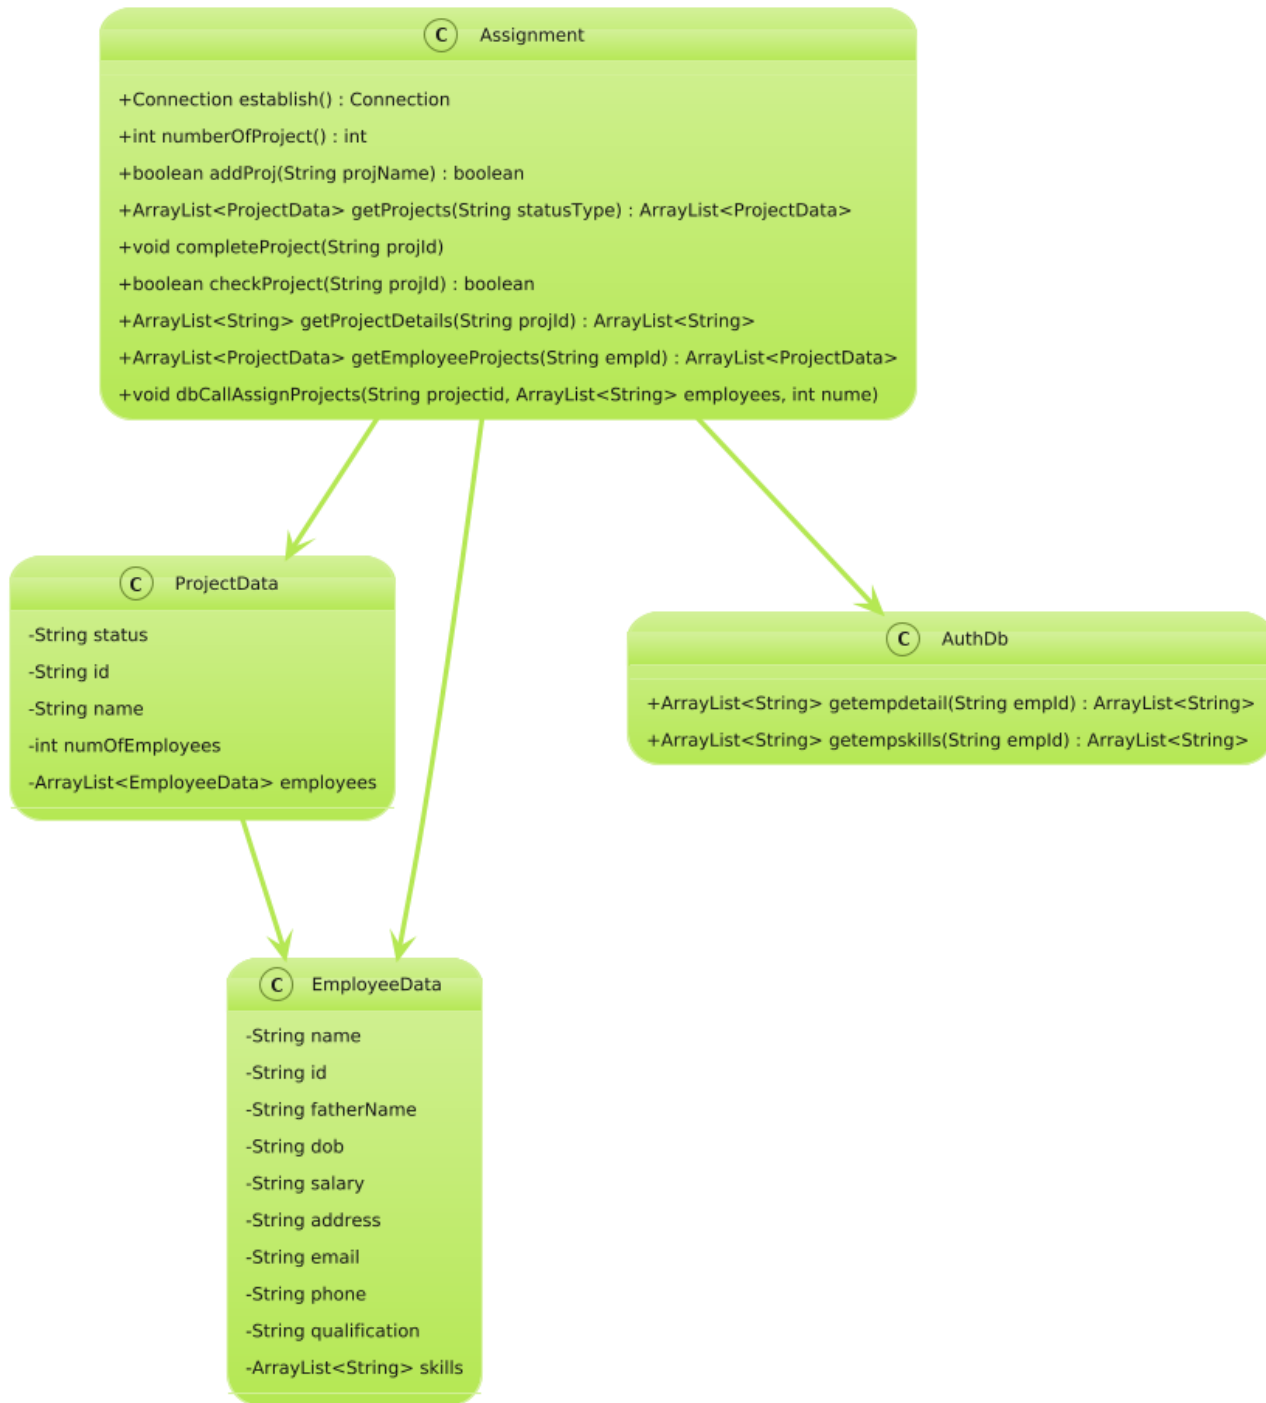 C Assignment
+Connection establish() : Connection
+int numberOfProject() : int
+boolean addProj(String projName) : boolean
+ArrayList<ProjectData> getProjects(String statusType) : ArrayList<ProjectData>
+void completeProject(String projId)
+boolean checkProject(String projId) : boolean
+ArrayList<String> getProjectDetails(String projId) : ArrayList<String>
+ArrayList<ProjectData> getEmployeeProjects(String empId) : ArrayList<ProjectData>
+void dbCallAssignProjects(String projectid, ArrayList<String> employees, int nume)
C ProjectData
-String status
-String id
-String name
-int numOfEmployees
-ArrayList<EmployeeData> employees
C AuthDb
+ArrayList<String> getempdetail(String empId) : ArrayList<String>
+ArrayList<String> getempskills(String empId) : ArrayList<String>
C EmployeeData
-String name
-String id
-String fatherName
-String dob
-String salary
-String address
-String email
-String phone
-String qualification
-ArrayList<String> skills